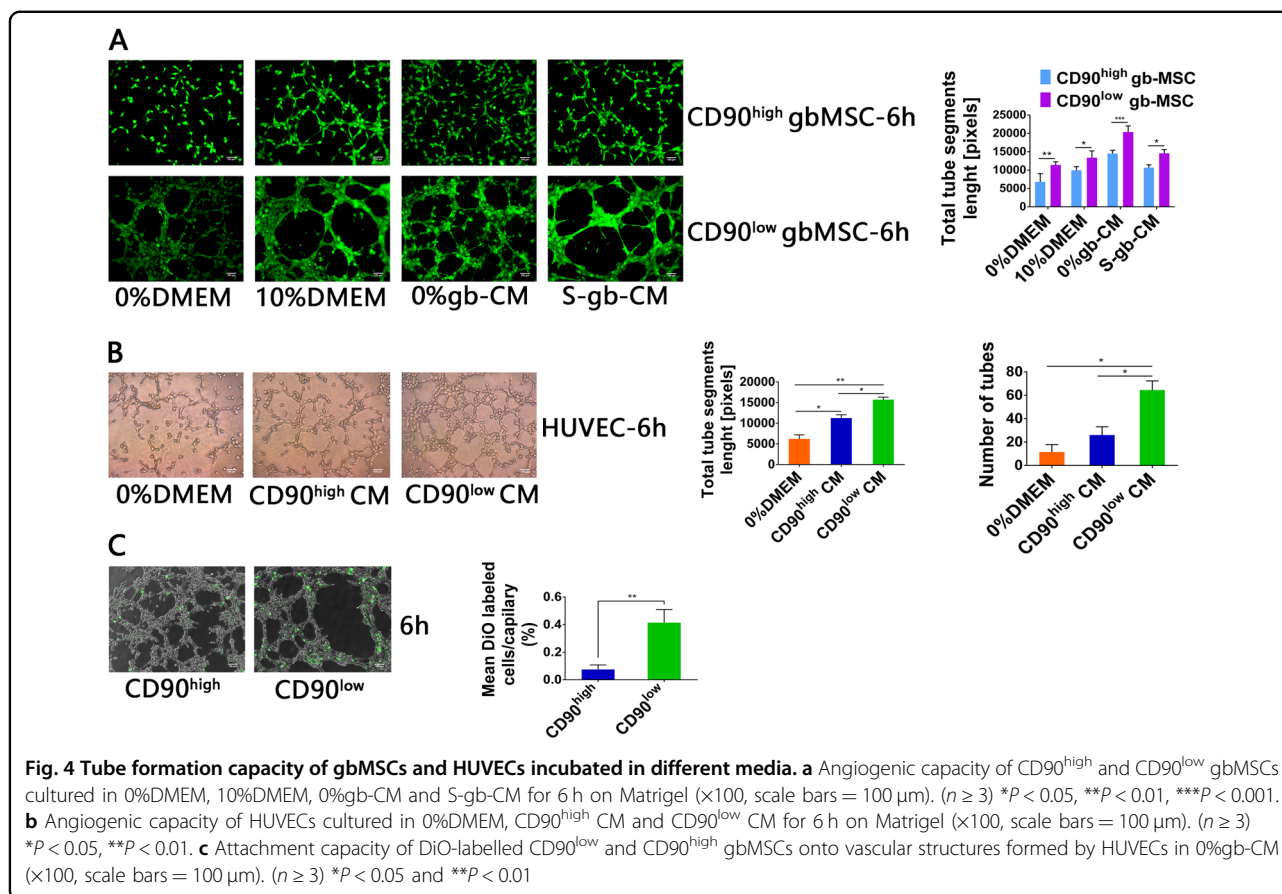 A
CD90high gbMSC-6h
CD90low gbMSC-6h
0%DMEM 10%DMEM 0%gb-CM S-gb-CM
CD90high gb-MSC
CD90low gb-MSC
Total tube segments
lenght [pixels]
25000
20000
15000
10000
5000
0
** * *** *
0%DMEM 10%DMEM 0%gb-CM S-gb-CM
B
HUVEC-6h
0%DMEM CD90high CM CD90low CM
Total tube segments
lenght [pixels]
20000
15000
10000
5000
0
**
* *
0%DMEM CD90high CM CD90low CM
Number of tubes
80
60
40
20
0
*
*
0%DMEM CD90high CM CD90low CM
C
6h
CD90high CD90low
Mean DiO labeled
cells/capilary
(%)
0.6
0.4
0.2
0.0
**
CD90high CD90low
Fig. 4 Tube formation capacity of gbMSCs and HUVECs incubated in different media. a Angiogenic capacity of CD90high and CD90low gbMSCs
cultured in 0%DMEM, 10%DMEM, 0%gb-CM and S-gb-CM for 6 h on Matrigel (×100, scale bars = 100 μm). (n ≥ 3) *P < 0.05, **P < 0.01, ***P < 0.001.
b Angiogenic capacity of HUVECs cultured in 0%DMEM, CD90high CM and CD90low CM for 6 h on Matrigel (×100, scale bars = 100 μm). (n ≥ 3)
*P < 0.05, **P < 0.01. c Attachment capacity of DiO-labelled CD90low and CD90high gbMSCs onto vascular structures formed by HUVECs in 0%gb-CM
(×100, scale bars = 100 μm). (n ≥ 3) *P < 0.05 and **P < 0.01